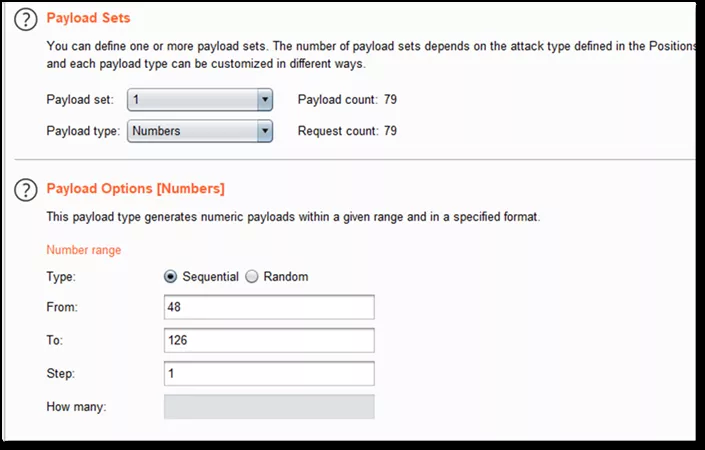 Payload Sets
You can define one or more payload sets. The number of payload sets depends on the attack type defined in the Positions
and each payload type can be customized in different ways.
Payload set: 1 Payload count: 79
Payload type: Numbers Request count: 79
Payload Options [Numbers]
This payload type generates numeric payloads within a given range and in a specified format.
Number range
Type: Sequential Random
From: 48
To: 126
Step: 1
How many: